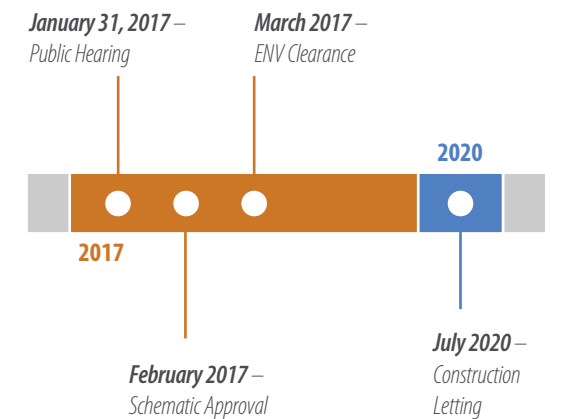 January 31, 2017 –
Public Hearing
March 2017 –
ENV Clearance
2020
2017
February 2017 –
Schematic Approval
July 2020 –
Construction
Letting